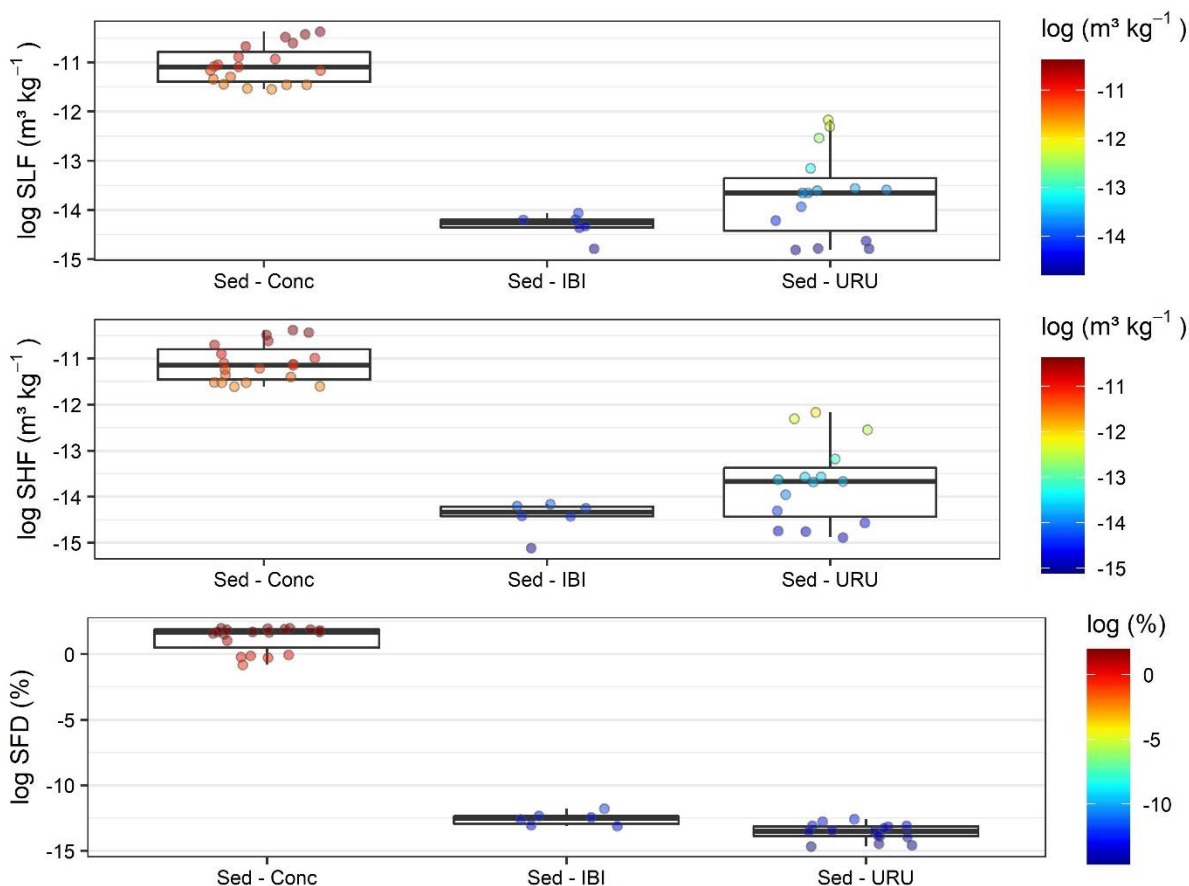 log SLF (m³ kg⁻¹)
-11
-12
-13
-14
-15
Sed - Conc
Sed - IBI
Sed - URU
log (m³ kg⁻¹ )
-11
-12
-13
-14
log SHF (m³ kg⁻¹)
-11
-12
-13
-14
-15
Sed - Conc
Sed - IBI
Sed - URU
log (m³ kg⁻¹ )
-11
-12
-13
-14
-15
log SFD (%)
0
-5
-10
-15
Sed - Conc
Sed - IBI
Sed - URU
log (%)
0
-5
-10